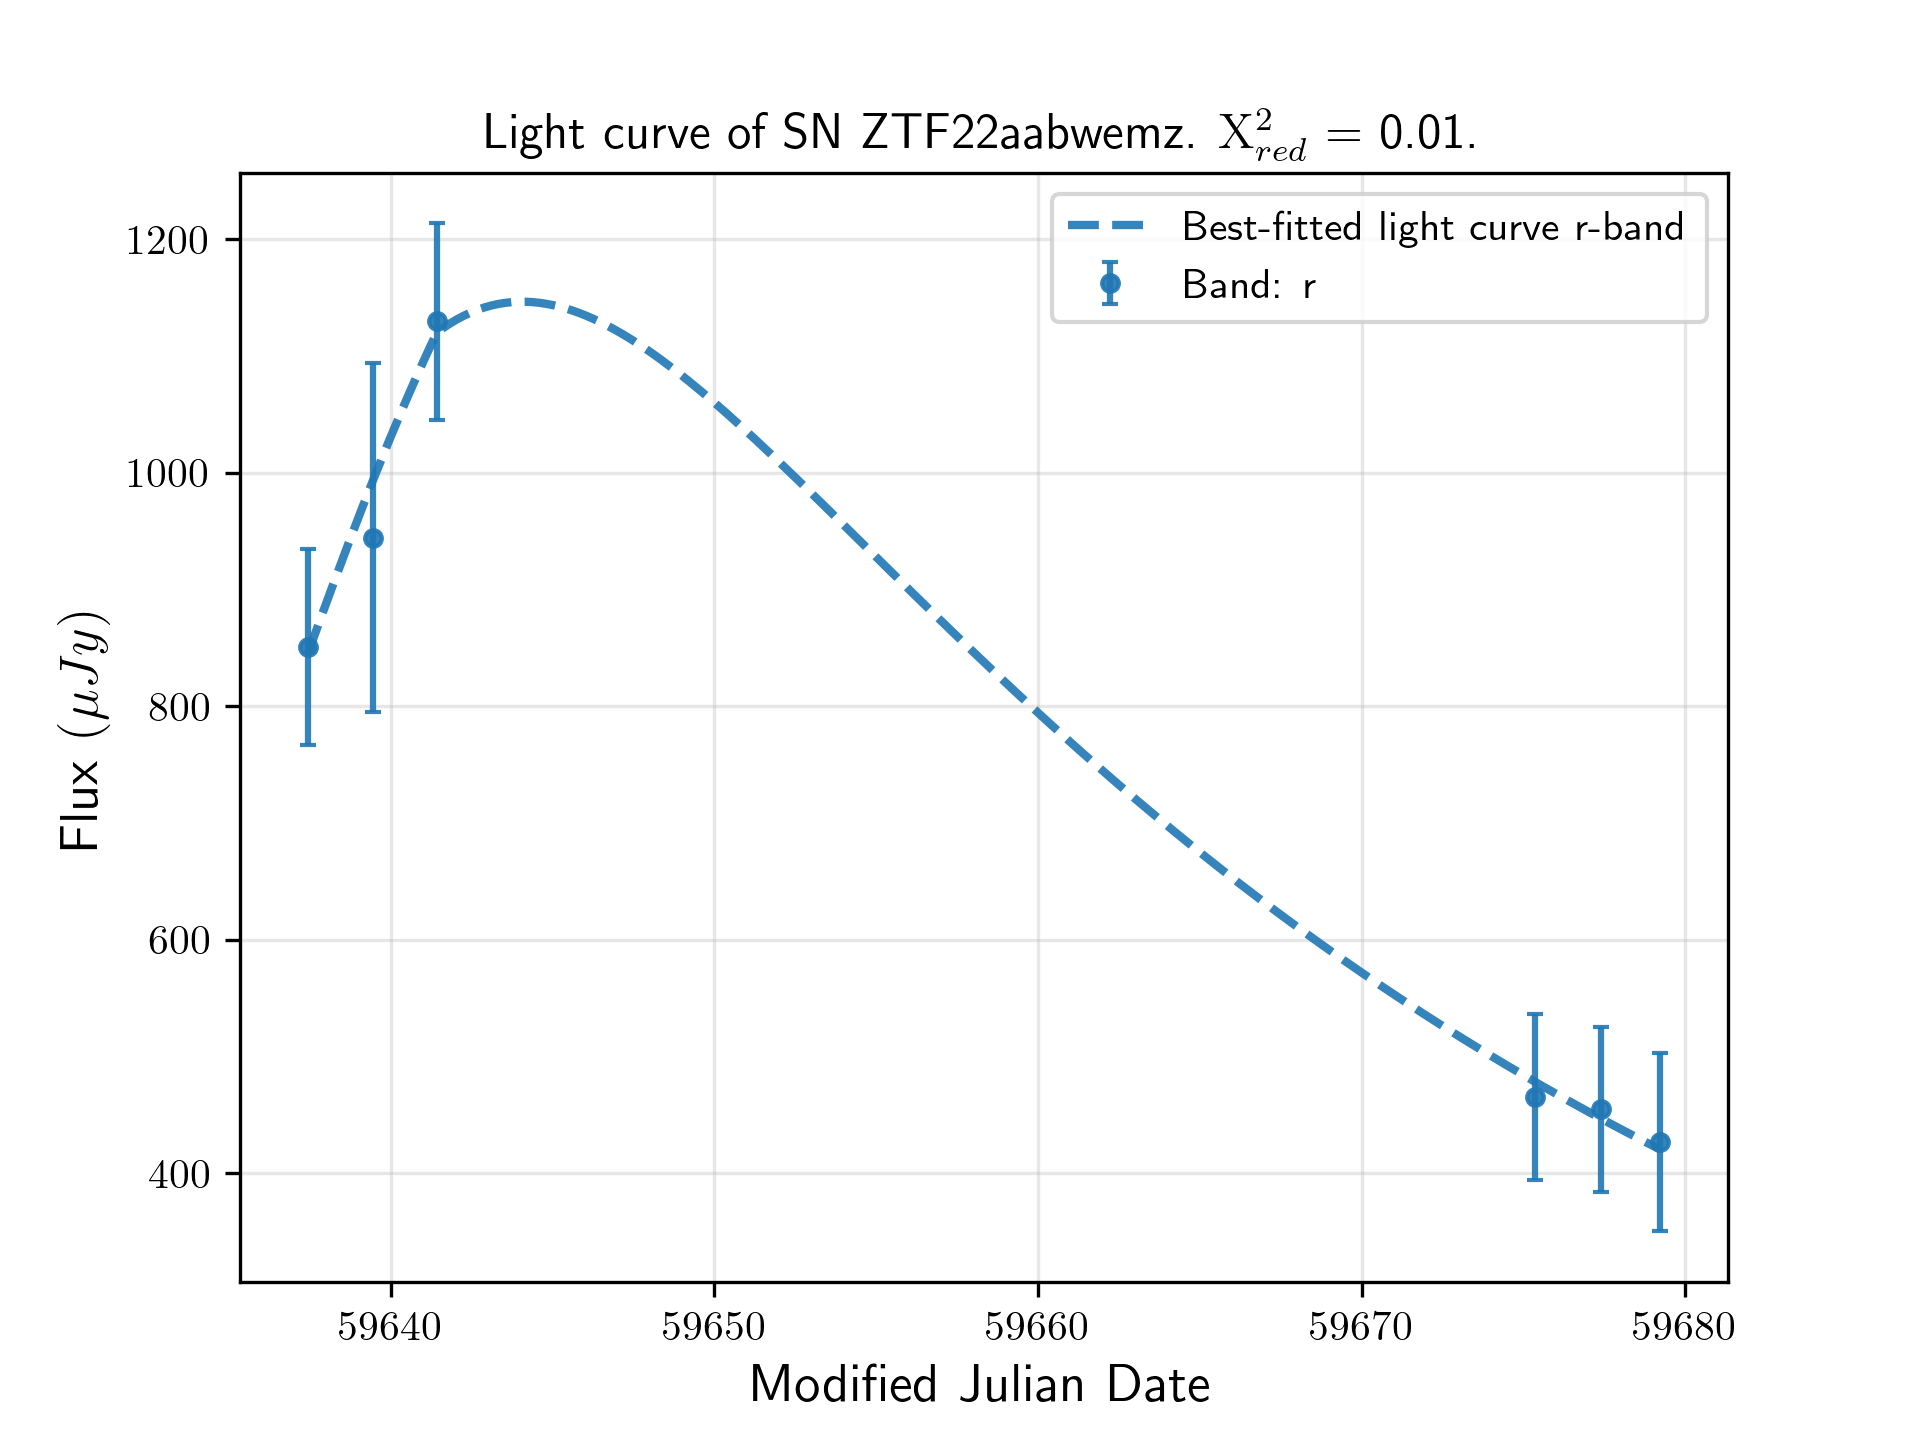 Light curve of SN ZTF22aabwemz. X²_red = 0.01.
Best-fitted light curve r-band
Band: r
1200
1000
800
600
400
Flux (μJy)
59640 59650 59660 59670 59680
Modified Julian Date